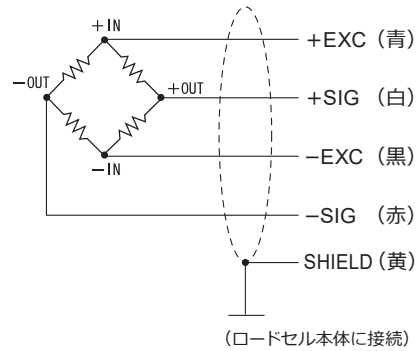 +IN
+EXC（青）
−OUT
+OUT
+SIG（白）
−EXC（黒）
−IN
−SIG（赤）
SHIELD（黄）
（ロードセル本体に接続）